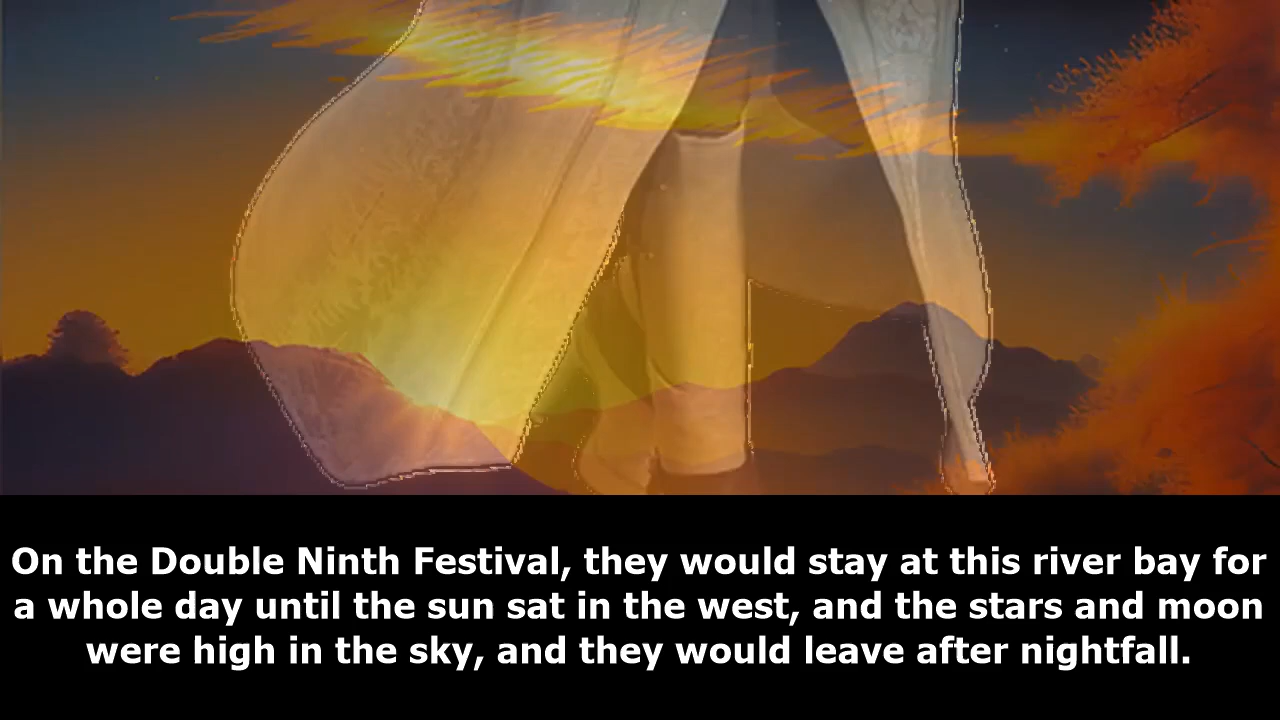 On the Double Ninth Festival, they would stay at this river bay for
a whole day until the sun sat in the west, and the stars and moon
were high in the sky, and they would leave after nightfall.